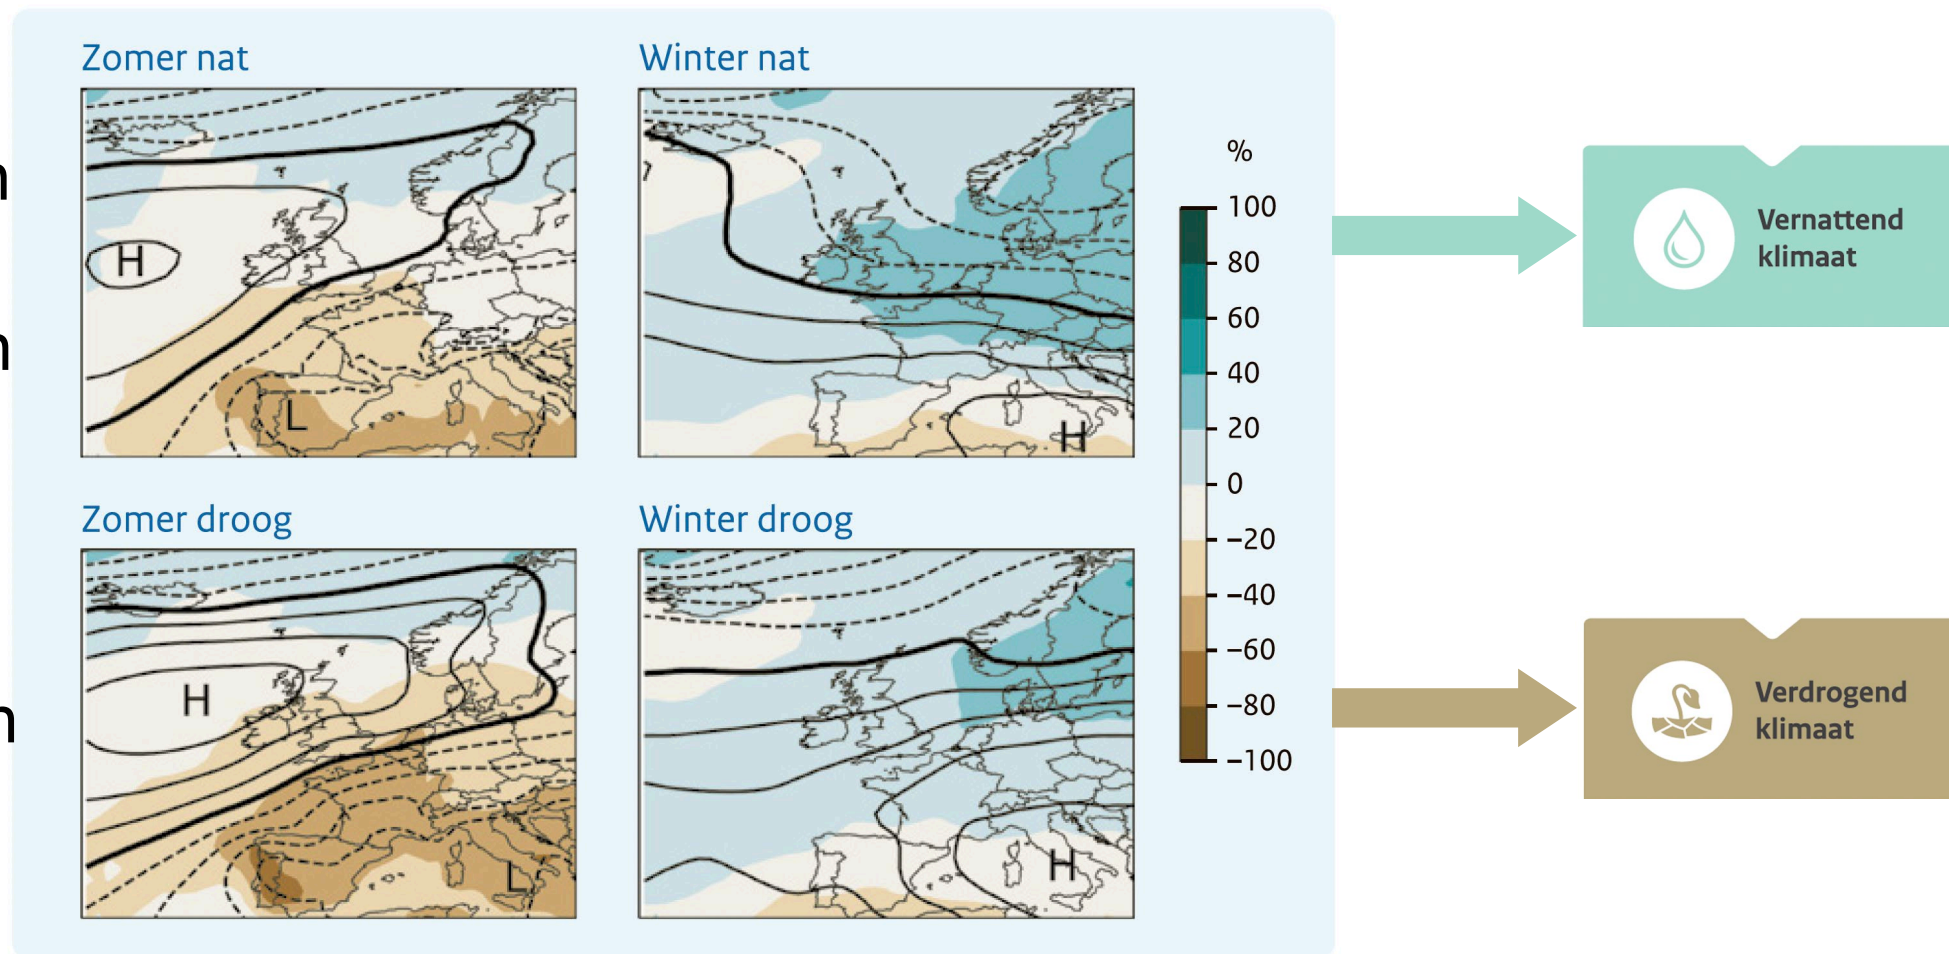 Zomer nat
H
L
Winter nat
H
Zomer droog
H
L
Winter droog
H
%
100
80
60
40
20
0
−20
−40
−60
−80
−100
Vernattend
klimaat
Verdrogend
klimaat
n
n
n